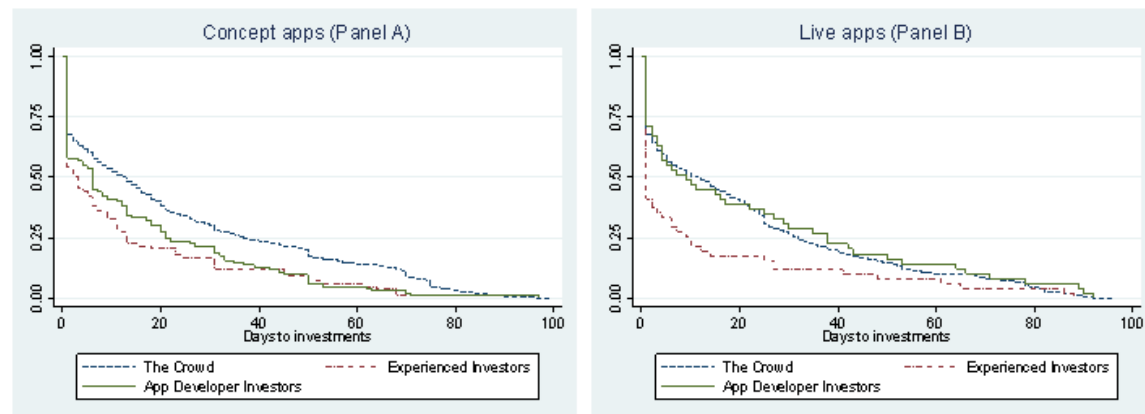 Concept apps (Panel A)
1.00
0.75
0.50
0.25
0.00
0 20 40 60 80 100
Days to investments
The Crowd Experienced Investors
App Developer Investors
Live apps (Panel B)
1.00
0.75
0.50
0.25
0.00
0 20 40 60 80 100
Days to investments
The Crowd Experienced Investors
App Developer Investors